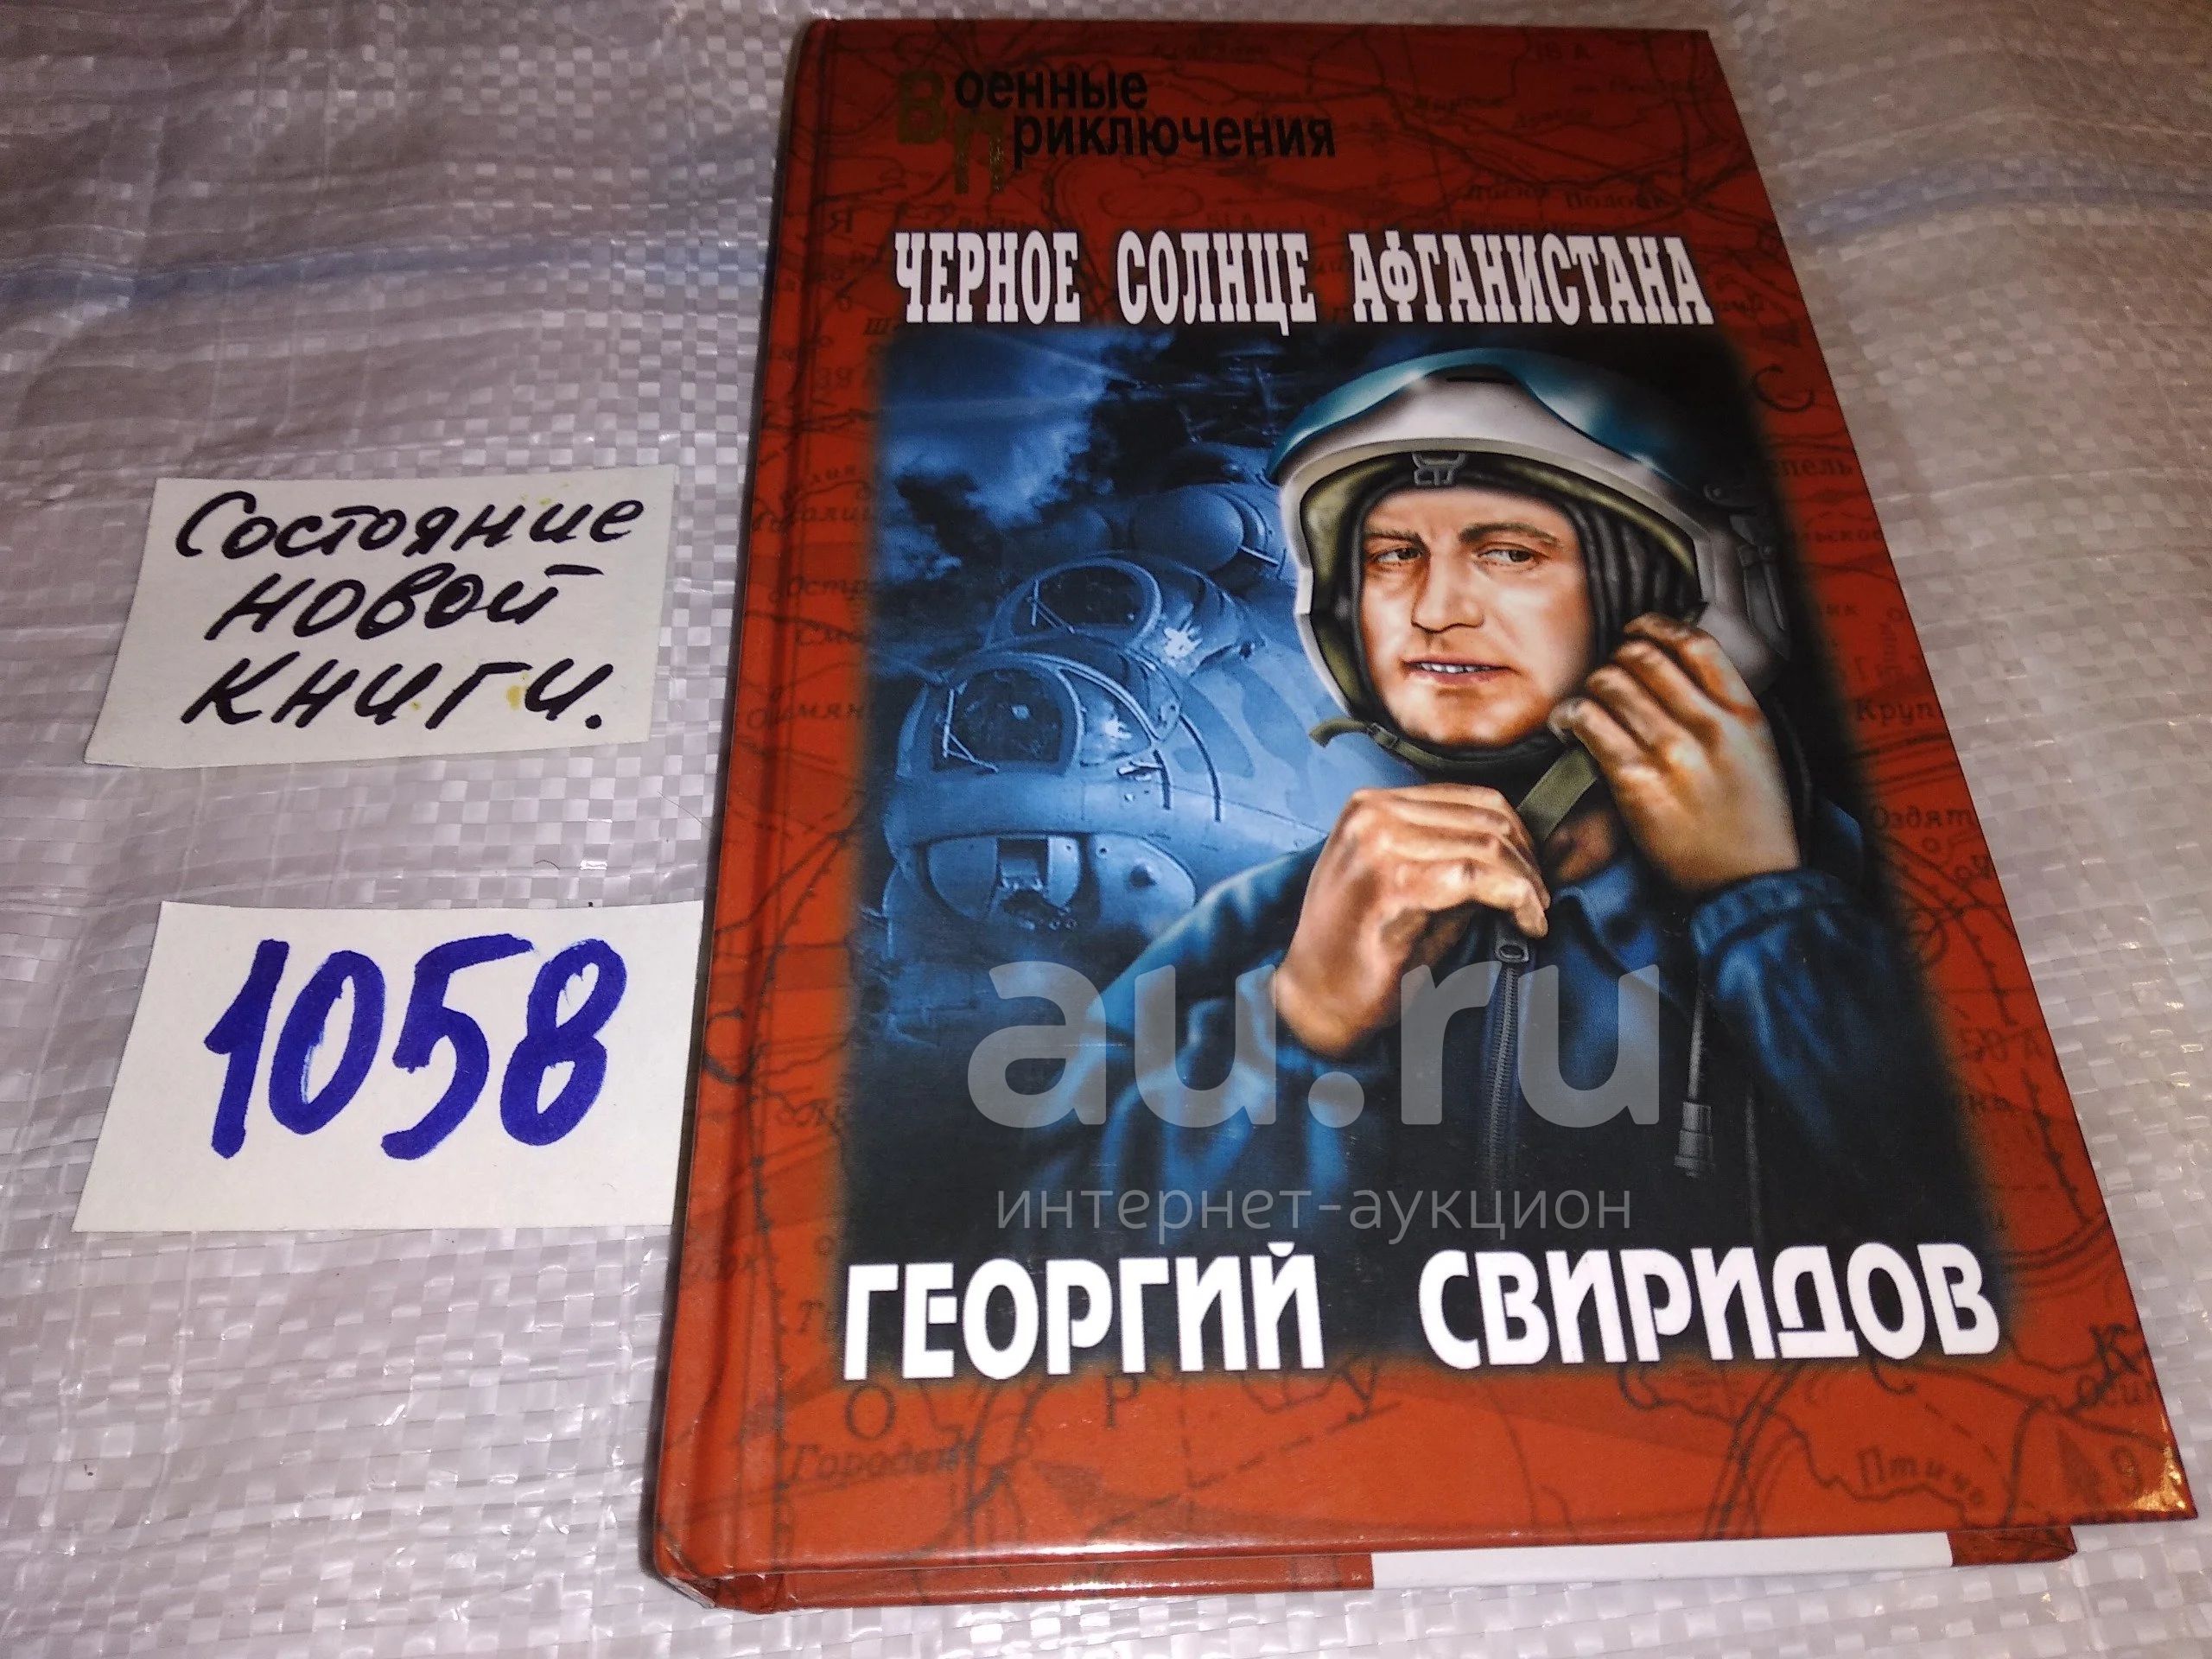 Военные
Приключения
ЧЕРНОЕ СОЛНЦЕ АФГАНИСТАНА
Состояние
новой
книги.
1058
au.ru
интернет-аукцион
ГЕОРГИЙ СВИРИДОВ